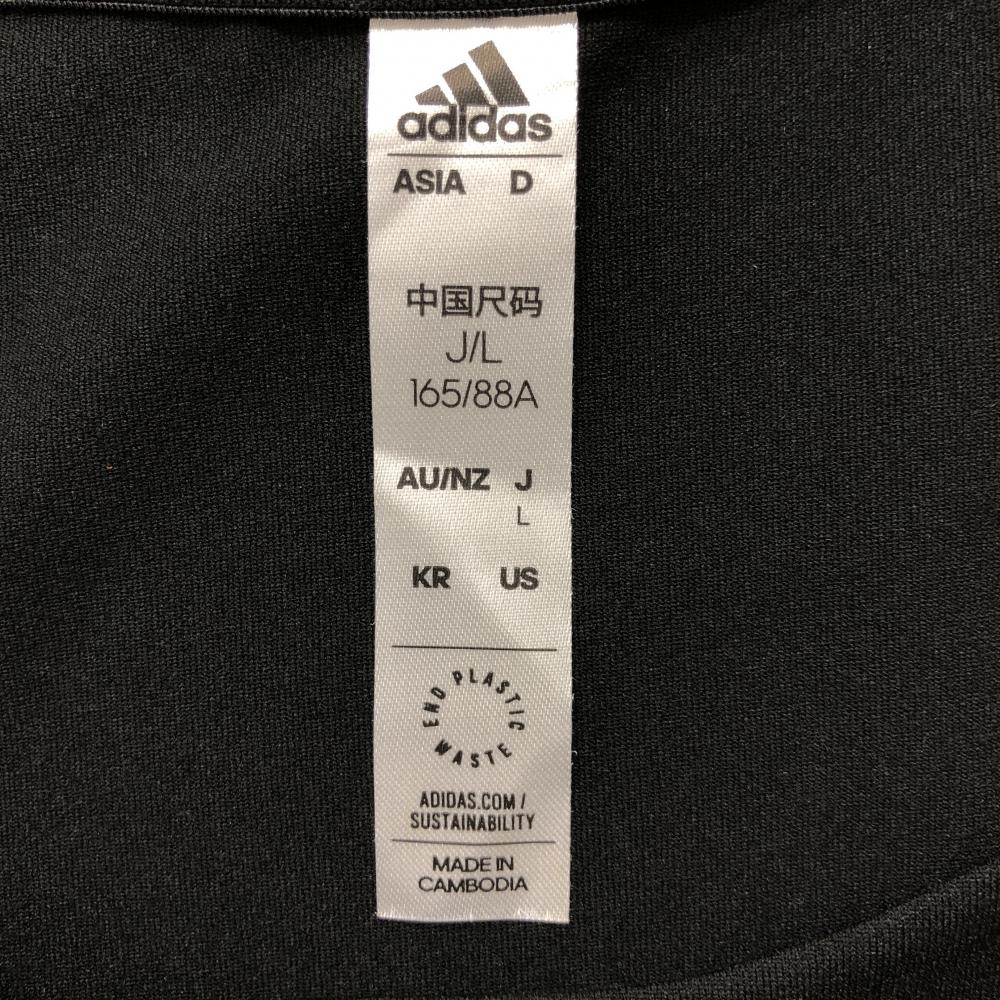 adidas
ASIA D
中国尺码
J/L
165/88A
AU/NZ J
L
KR US
END PLASTIC WASTE
ADIDAS.COM/
SUSTAINABILITY
MADE IN
CAMBODIA